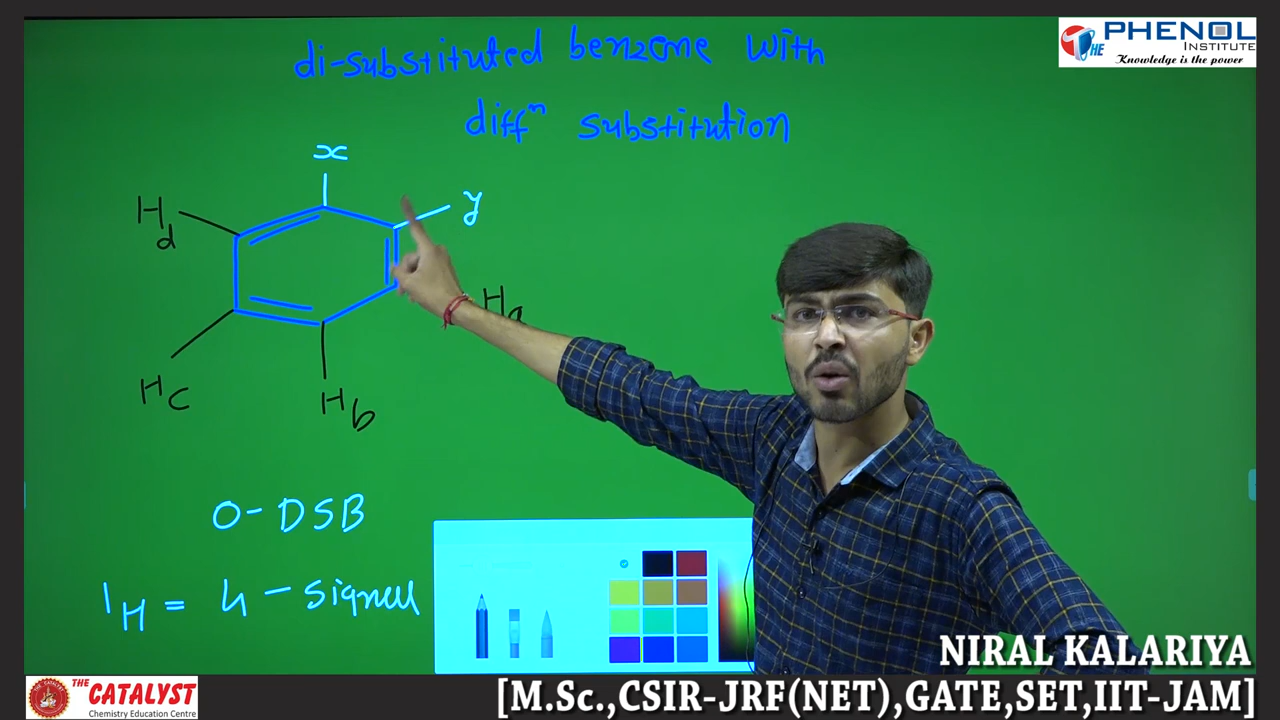 di-substituted benzene with
diffⁿ substitution
THE PHENOL
INSTITUTE
Knowledge is the power
x
y
Hd
Ha
Hc
Hb
O-DSB
¹H = 4-signal
NIRAL KALARIYA
[M.Sc.,CSIR-JRF(NET),GATE,SET,IIT-JAM]
THE CATALYST
Chemistry Education Centre